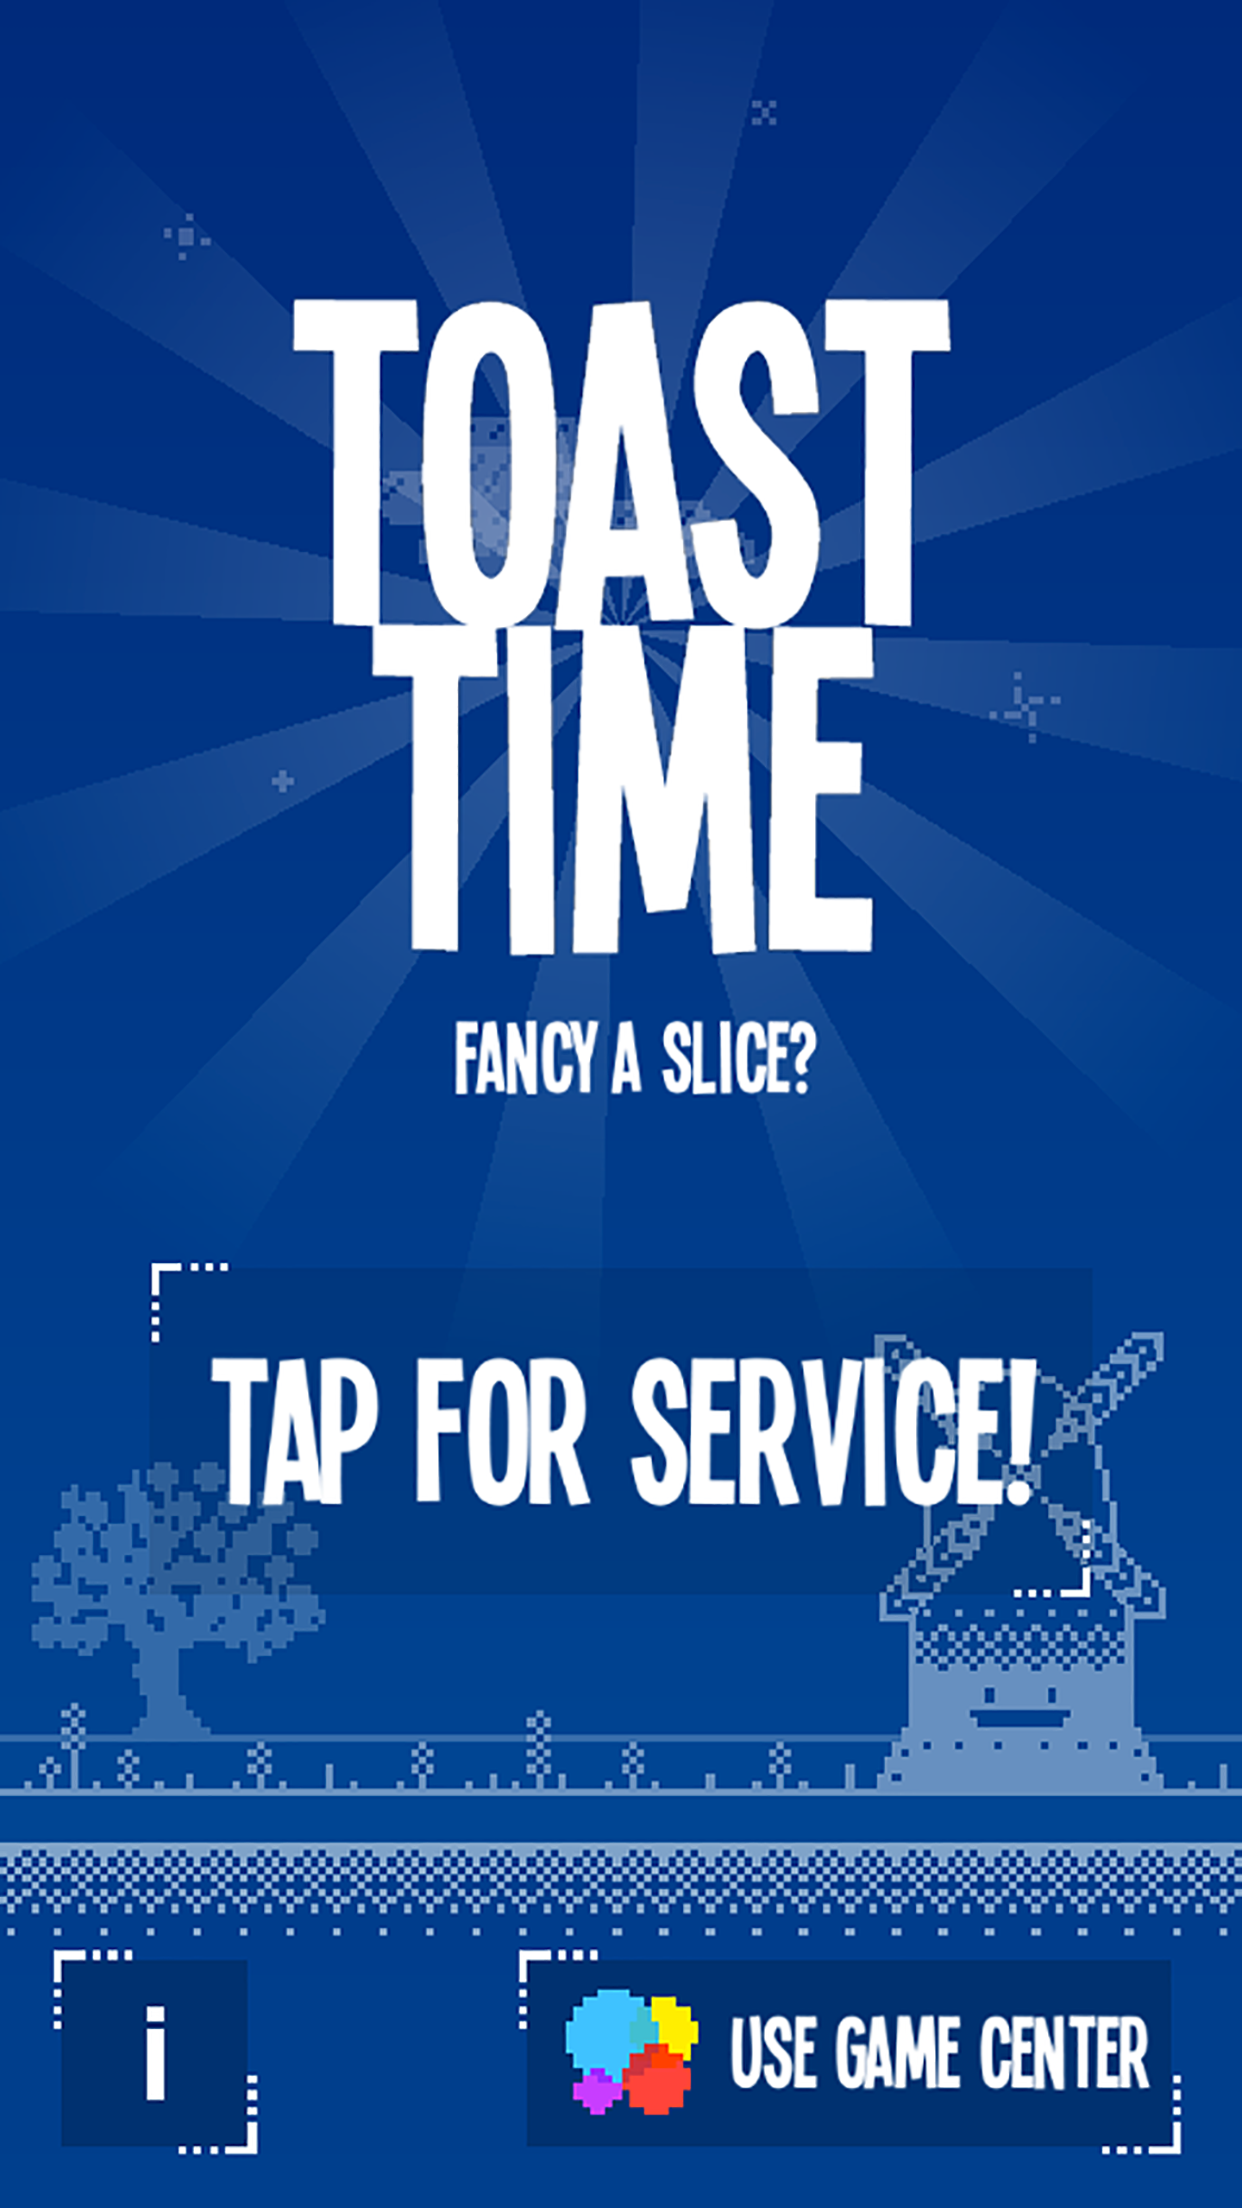 TOAST
TIME
FANCY A SLICE?
TAP FOR SERVICE!
i
USE GAME CENTER